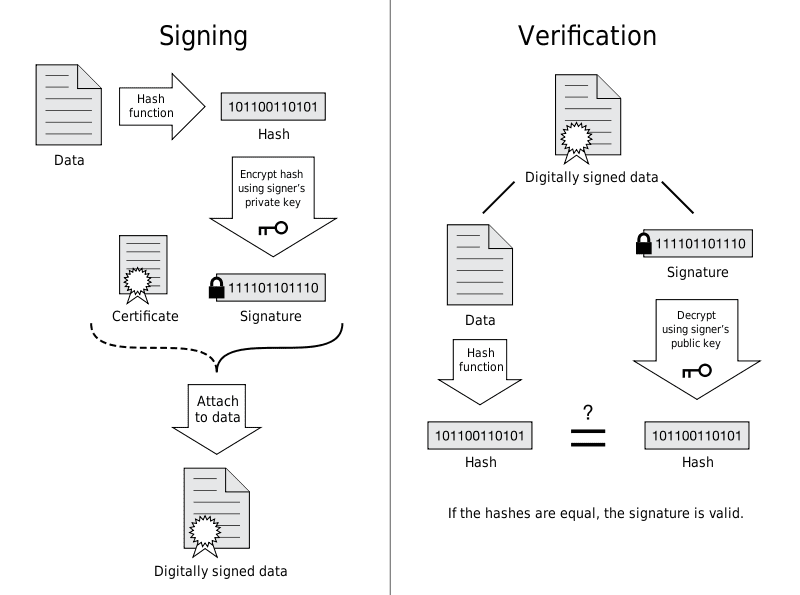 Signing
Hash
function
101100110101
Hash
Data
Encrypt hash
using signer's
private key
111101101110
Certificate
Signature
Attach
to data
Digitally signed data
Verification
Digitally signed data
111101101110
Signature
Data
Decrypt
using signer's
public key
Hash
function
?
101100110101
101100110101
Hash
Hash
If the hashes are equal, the signature is valid.